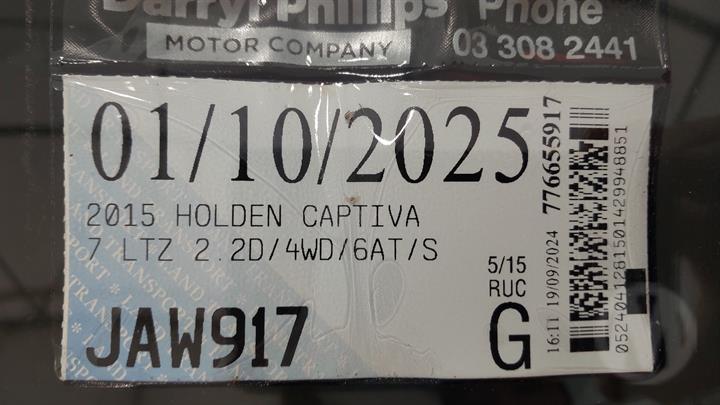 Darryl Phillips
MOTOR COMPANY
Phone
03 308 2441
01/10/2025
2015 HOLDEN CAPTIVA
7 LTZ 2.2D/4WD/6AT/S
JAW917
5/15
RUC
G
16:11 19/09/2024
776655917
0524041281501429948851